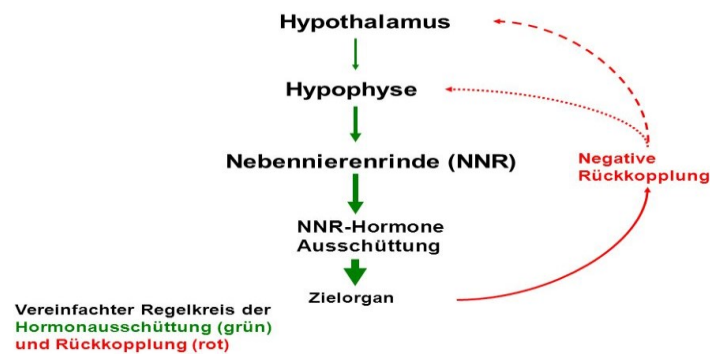 Hypothalamus
Hypophyse
Nebennierenrinde (NNR)
Negative
Rückkopplung
NNR-Hormone
Ausschüttung
Zielorgan
Vereinfachter Regelkreis der
Hormonausschüttung (grün)
und Rückkopplung (rot)